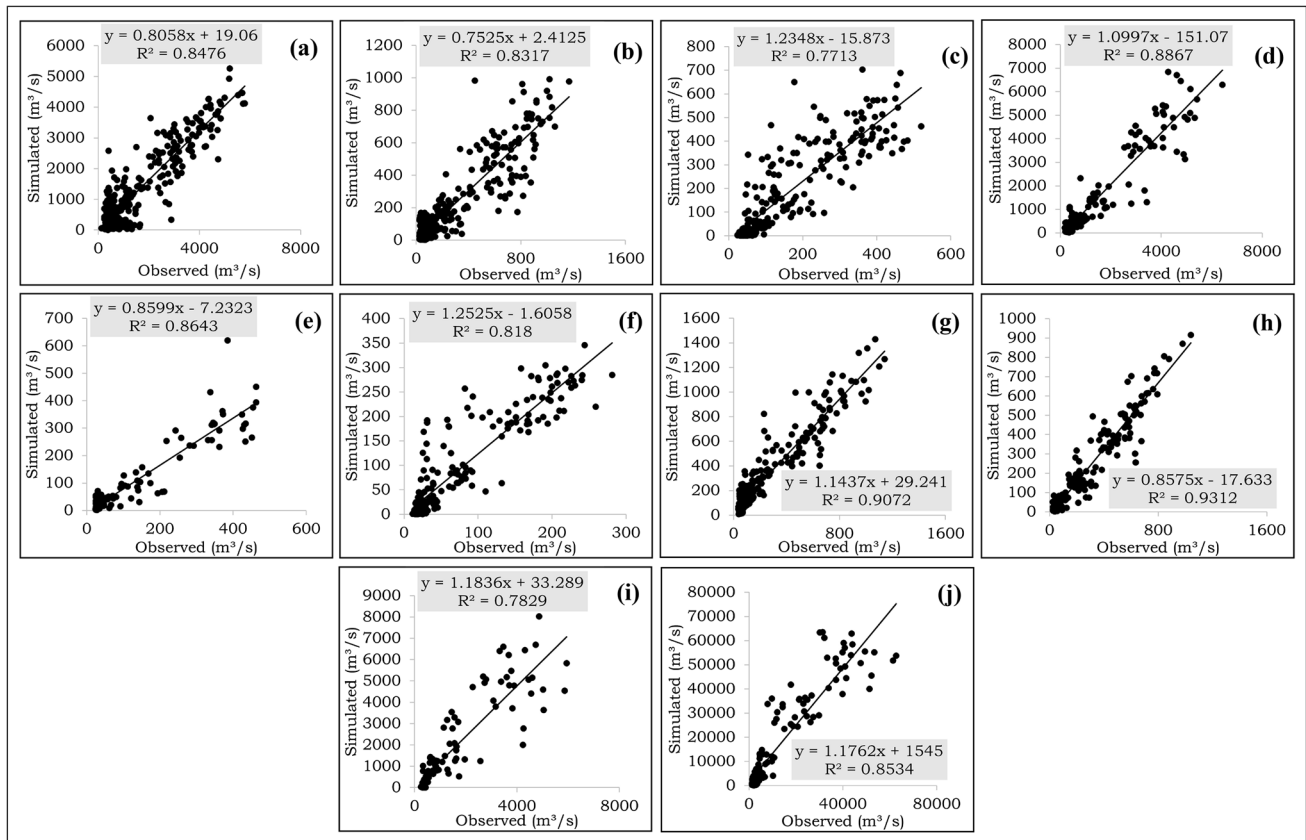 y = 0.8058x + 19.06
R² = 0.8476
(a)
Simulated (m³/s)
6000
5000
4000
3000
2000
1000
0
0 4000 8000
Observed (m³/s)
y = 0.7525x + 2.4125
R² = 0.8317
(b)
Simulated (m³/s)
1200
1000
800
600
400
200
0
0 800 1600
Observed (m³/s)
y = 1.2348x - 15.873
R² = 0.7713
(c)
Simulated (m³/s)
800
700
600
500
400
300
200
100
0
0 200 400 600
Observed (m³/s)
y = 1.0997x - 151.07
R² = 0.8867
(d)
Simulated (m³/s)
8000
7000
6000
5000
4000
3000
2000
1000
0
0 4000 8000
Observed (m³/s)
y = 0.8599x - 7.2323
R² = 0.8643
(e)
Simulated (m³/s)
700
600
500
400
300
200
100
0
0 200 400 600
Observed (m³/s)
y = 1.2525x - 1.6058
R² = 0.818
(f)
Simulated (m³/s)
400
350
300
250
200
150
100
50
0
0 100 200 300
Observed (m³/s)
(g)
Simulated (m³/s)
1600
1400
1200
1000
800
600
400
200
0
y = 1.1437x + 29.241
R² = 0.9072
0 800 1600
Observed (m³/s)
(h)
Simulated (m³/s)
1000
900
800
700
600
500
400
300
200
100
0
y = 0.8575x - 17.633
R² = 0.9312
0 800 1600
Observed (m³/s)
y = 1.1836x + 33.289
R² = 0.7829
(i)
Simulated (m³/s)
9000
8000
7000
6000
5000
4000
3000
2000
1000
0
0 4000 8000
Observed (m³/s)
(j)
Simulated (m³/s)
80000
70000
60000
50000
40000
30000
20000
10000
0
y = 1.1762x + 1545
R² = 0.8534
0 40000 80000
Observed (m³/s)